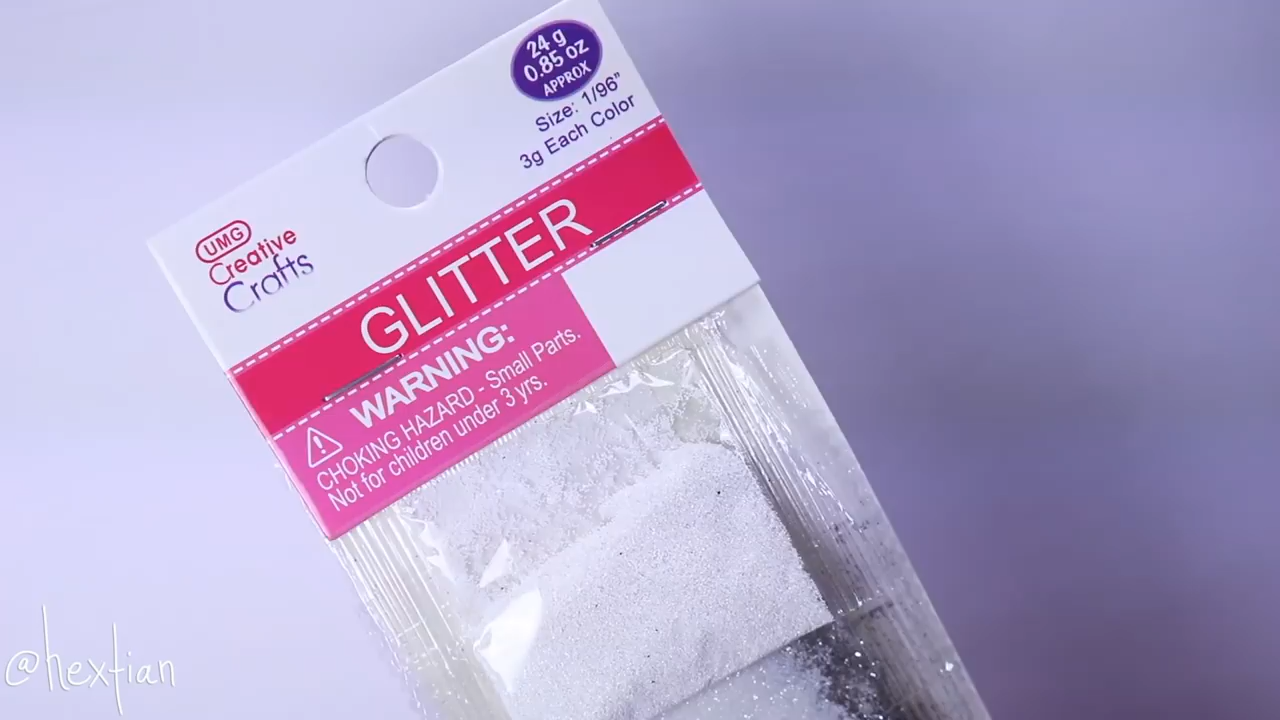 24 g
0.85 oz
APPROX
Size: 1/96"
3g Each Color
UMG
Creative
Crafts
GLITTER
WARNING:
CHOKING HAZARD - Small Parts.
Not for children under 3 yrs.
@hextian